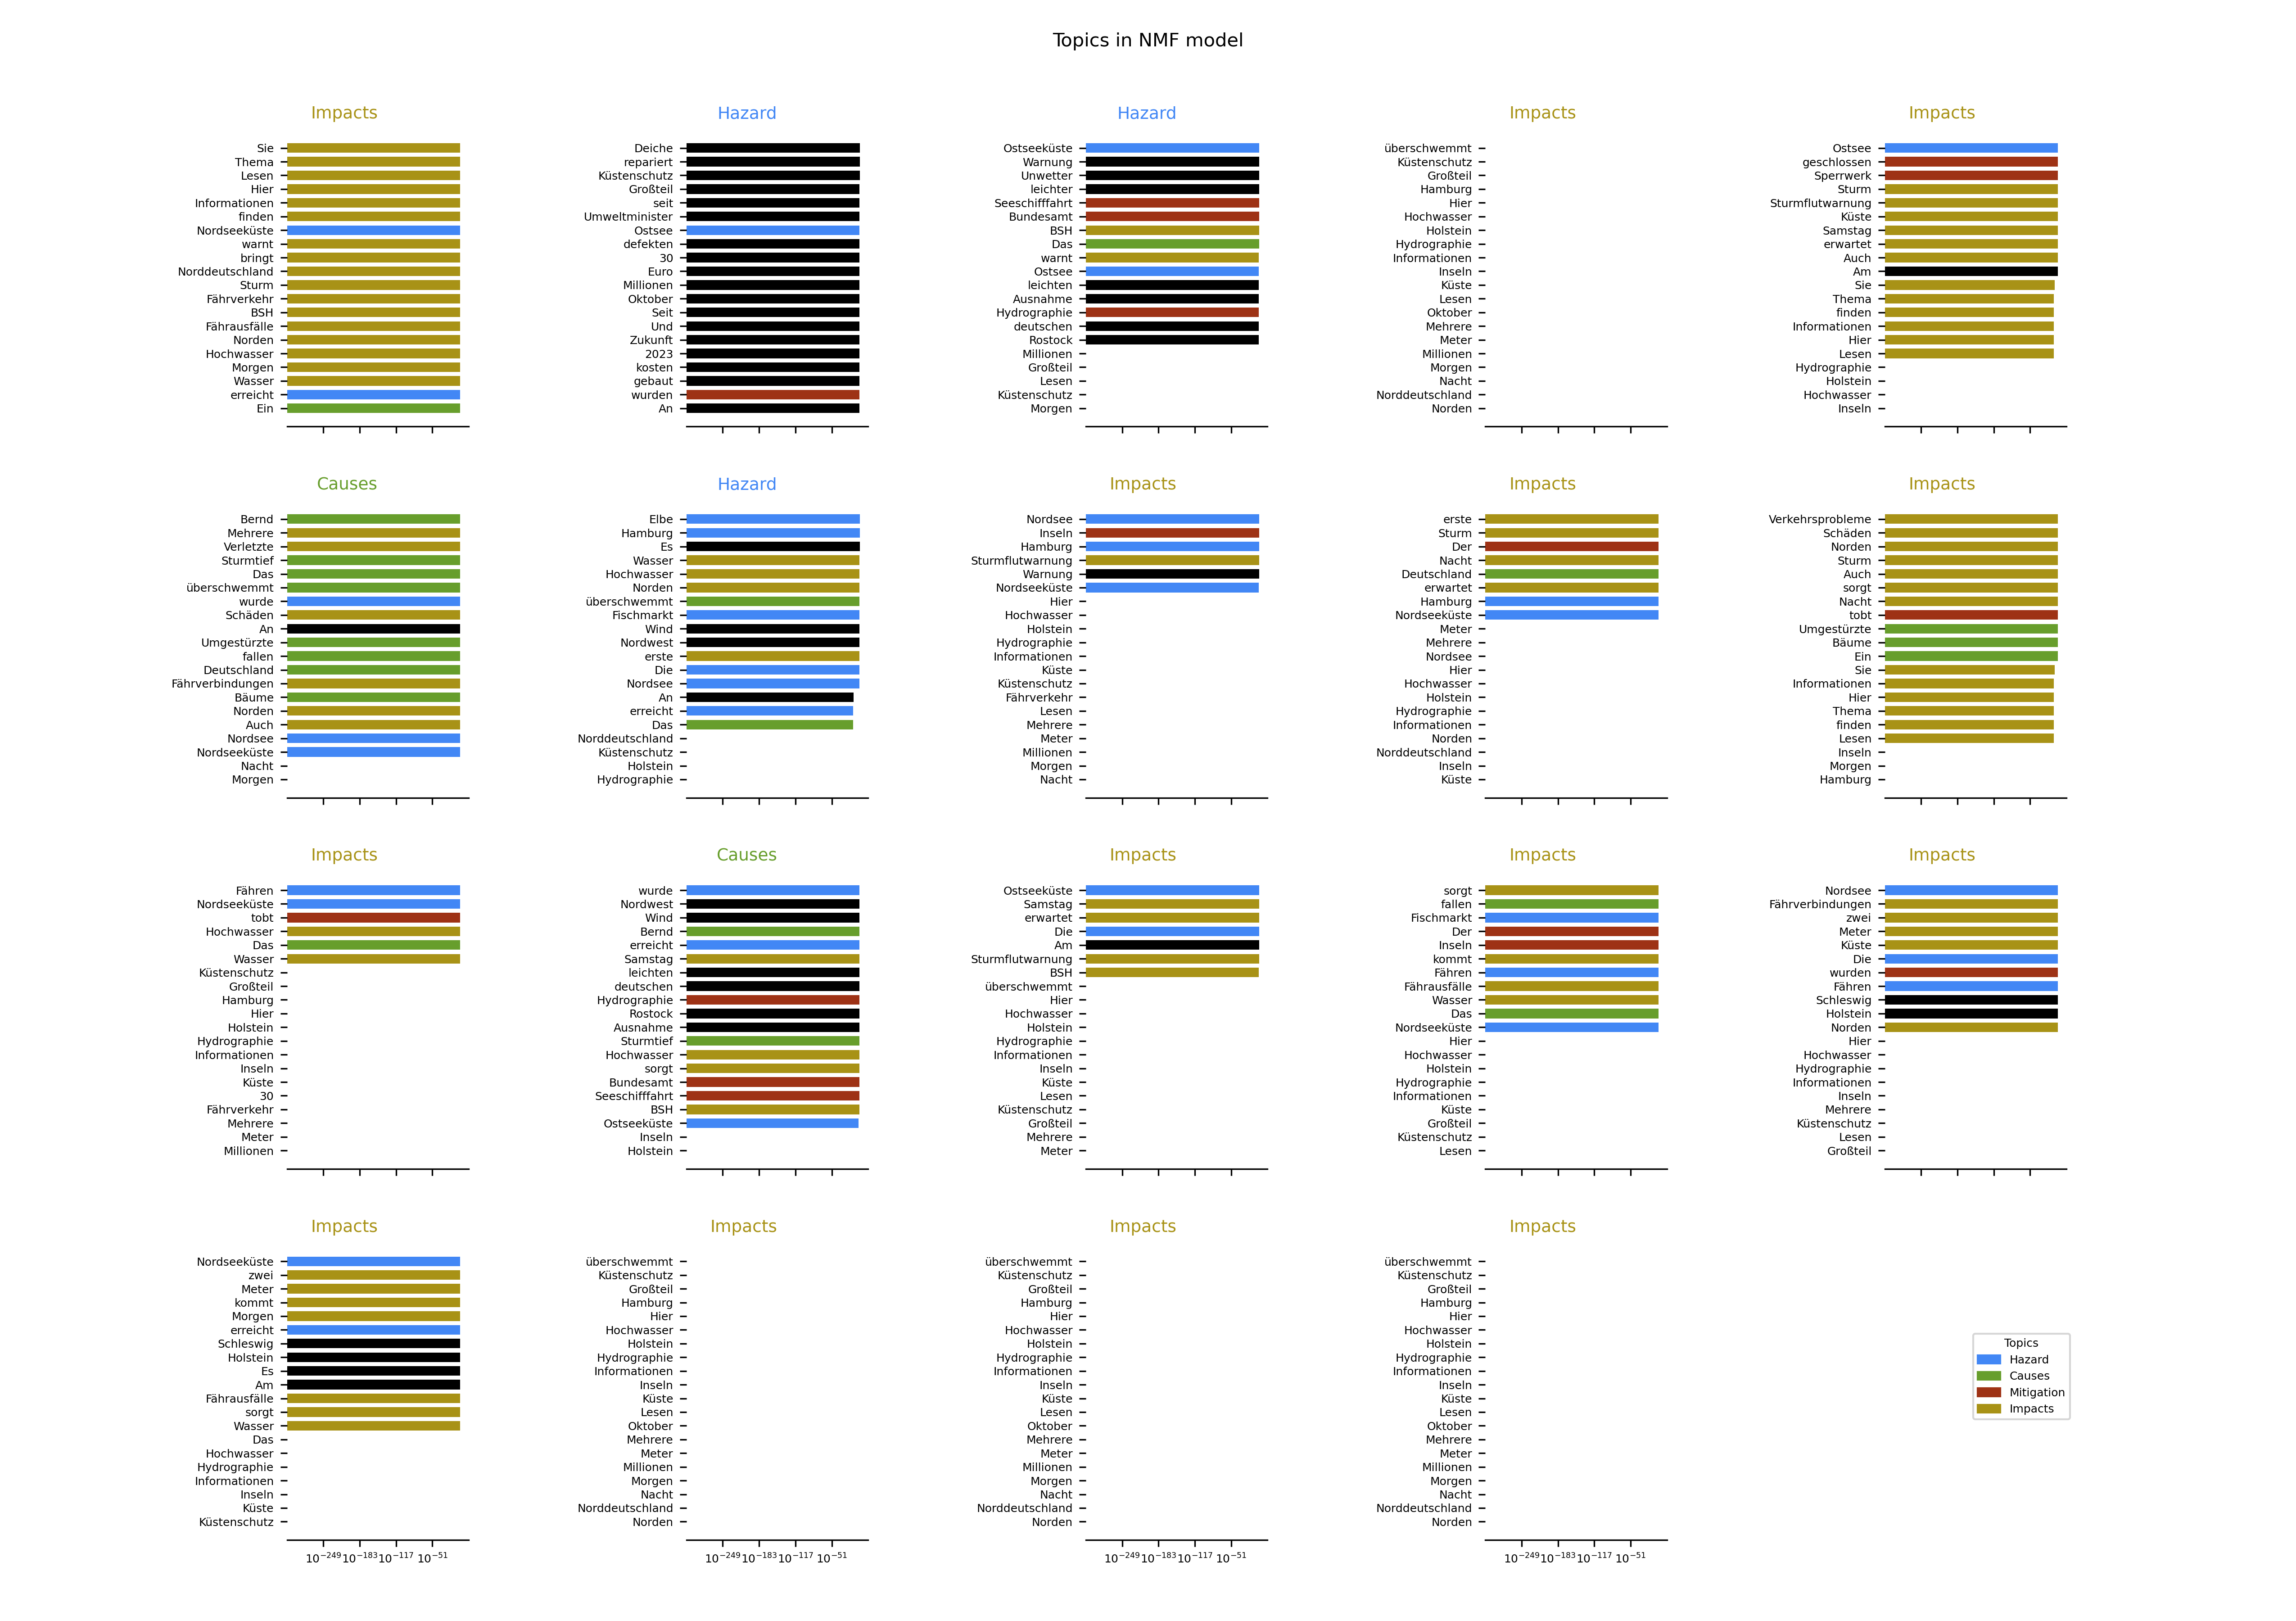 Topics in NMF model
Impacts
Sie
Thema
Lesen
Hier
Informationen
finden
Nordseeküste
warnt
bringt
Norddeutschland
Sturm
Fährverkehr
BSH
Fährausfälle
Norden
Hochwasser
Morgen
Wasser
erreicht
Ein
Hazard
Deiche
repariert
Küstenschutz
Großteil
seit
Umweltminister
Ostsee
defekten
30
Euro
Millionen
Oktober
Seit
Und
Zukunft
2023
kosten
gebaut
wurden
An
Hazard
Ostseeküste
Warnung
Unwetter
leichter
Seeschifffahrt
Bundesamt
BSH
Das
warnt
Ostsee
leichten
Ausnahme
Hydrographie
deutschen
Rostock
Millionen
Großteil
Lesen
Küstenschutz
Morgen
Impacts
überschwemmt
Küstenschutz
Großteil
Hamburg
Hier
Hochwasser
Holstein
Hydrographie
Informationen
Inseln
Küste
Lesen
Oktober
Mehrere
Meter
Millionen
Morgen
Nacht
Norddeutschland
Norden
Impacts
Ostsee
geschlossen
Sperrwerk
Sturm
Sturmflutwarnung
Küste
Samstag
erwartet
Auch
Am
Sie
Thema
finden
Informationen
Hier
Lesen
Hydrographie
Holstein
Hochwasser
Inseln
Causes
Bernd
Mehrere
Verletzte
Sturmtief
Das
überschwemmt
wurde
Schäden
An
Umgestürzte
fallen
Deutschland
Fährverbindungen
Bäume
Norden
Auch
Nordsee
Nordseeküste
Nacht
Morgen
Hazard
Elbe
Hamburg
Es
Wasser
Hochwasser
Norden
überschwemmt
Fischmarkt
Wind
Nordwest
erste
Die
Nordsee
An
erreicht
Das
Norddeutschland
Küstenschutz
Holstein
Hydrographie
Impacts
Nordsee
Inseln
Hamburg
Sturmflutwarnung
Warnung
Nordseeküste
Hier
Hochwasser
Holstein
Hydrographie
Informationen
Küste
Küstenschutz
Fährverkehr
Lesen
Mehrere
Meter
Millionen
Morgen
Nacht
Impacts
erste
Sturm
Der
Nacht
Deutschland
erwartet
Hamburg
Nordseeküste
Meter
Mehrere
Nordsee
Hier
Hochwasser
Holstein
Hydrographie
Informationen
Norden
Norddeutschland
Inseln
Küste
Impacts
Verkehrsprobleme
Schäden
Norden
Sturm
Auch
sorgt
Nacht
tobt
Umgestürzte
Bäume
Ein
Sie
Informationen
Hier
Thema
finden
Lesen
Inseln
Morgen
Hamburg
Impacts
Fähren
Nordseeküste
tobt
Hochwasser
Das
Wasser
Küstenschutz
Großteil
Hamburg
Hier
Holstein
Hydrographie
Informationen
Inseln
Küste
30
Fährverkehr
Mehrere
Meter
Millionen
Causes
wurde
Nordwest
Wind
Bernd
erreicht
Samstag
leichten
deutschen
Hydrographie
Rostock
Ausnahme
Sturmtief
Hochwasser
sorgt
Bundesamt
Seeschifffahrt
BSH
Ostseeküste
Inseln
Holstein
Impacts
Ostseeküste
Samstag
erwartet
Die
Am
Sturmflutwarnung
BSH
überschwemmt
Hier
Hochwasser
Holstein
Hydrographie
Informationen
Inseln
Küste
Lesen
Küstenschutz
Großteil
Mehrere
Meter
Impacts
sorgt
fallen
Fischmarkt
Der
Inseln
kommt
Fähren
Fährausfälle
Wasser
Das
Nordseeküste
Hier
Hochwasser
Holstein
Hydrographie
Informationen
Küste
Großteil
Küstenschutz
Lesen
Impacts
Nordsee
Fährverbindungen
zwei
Meter
Küste
Die
wurden
Fähren
Schleswig
Holstein
Norden
Hier
Hochwasser
Hydrographie
Informationen
Inseln
Mehrere
Küstenschutz
Lesen
Großteil
Impacts
Nordseeküste
zwei
Meter
kommt
Morgen
erreicht
Schleswig
Holstein
Es
Am
Fährausfälle
sorgt
Wasser
Das
Hochwasser
Hydrographie
Informationen
Inseln
Küste
Küstenschutz
10^-249 10^-183 10^-117 10^-51
Impacts
überschwemmt
Küstenschutz
Großteil
Hamburg
Hier
Hochwasser
Holstein
Hydrographie
Informationen
Inseln
Küste
Lesen
Oktober
Mehrere
Meter
Millionen
Morgen
Nacht
Norddeutschland
Norden
10^-249 10^-183 10^-117 10^-51
Impacts
überschwemmt
Küstenschutz
Großteil
Hamburg
Hier
Hochwasser
Holstein
Hydrographie
Informationen
Inseln
Küste
Lesen
Oktober
Mehrere
Meter
Millionen
Morgen
Nacht
Norddeutschland
Norden
10^-249 10^-183 10^-117 10^-51
Impacts
überschwemmt
Küstenschutz
Großteil
Hamburg
Hier
Hochwasser
Holstein
Hydrographie
Informationen
Inseln
Küste
Lesen
Oktober
Mehrere
Meter
Millionen
Morgen
Nacht
Norddeutschland
Norden
10^-249 10^-183 10^-117 10^-51
Topics
Hazard
Causes
Mitigation
Impacts